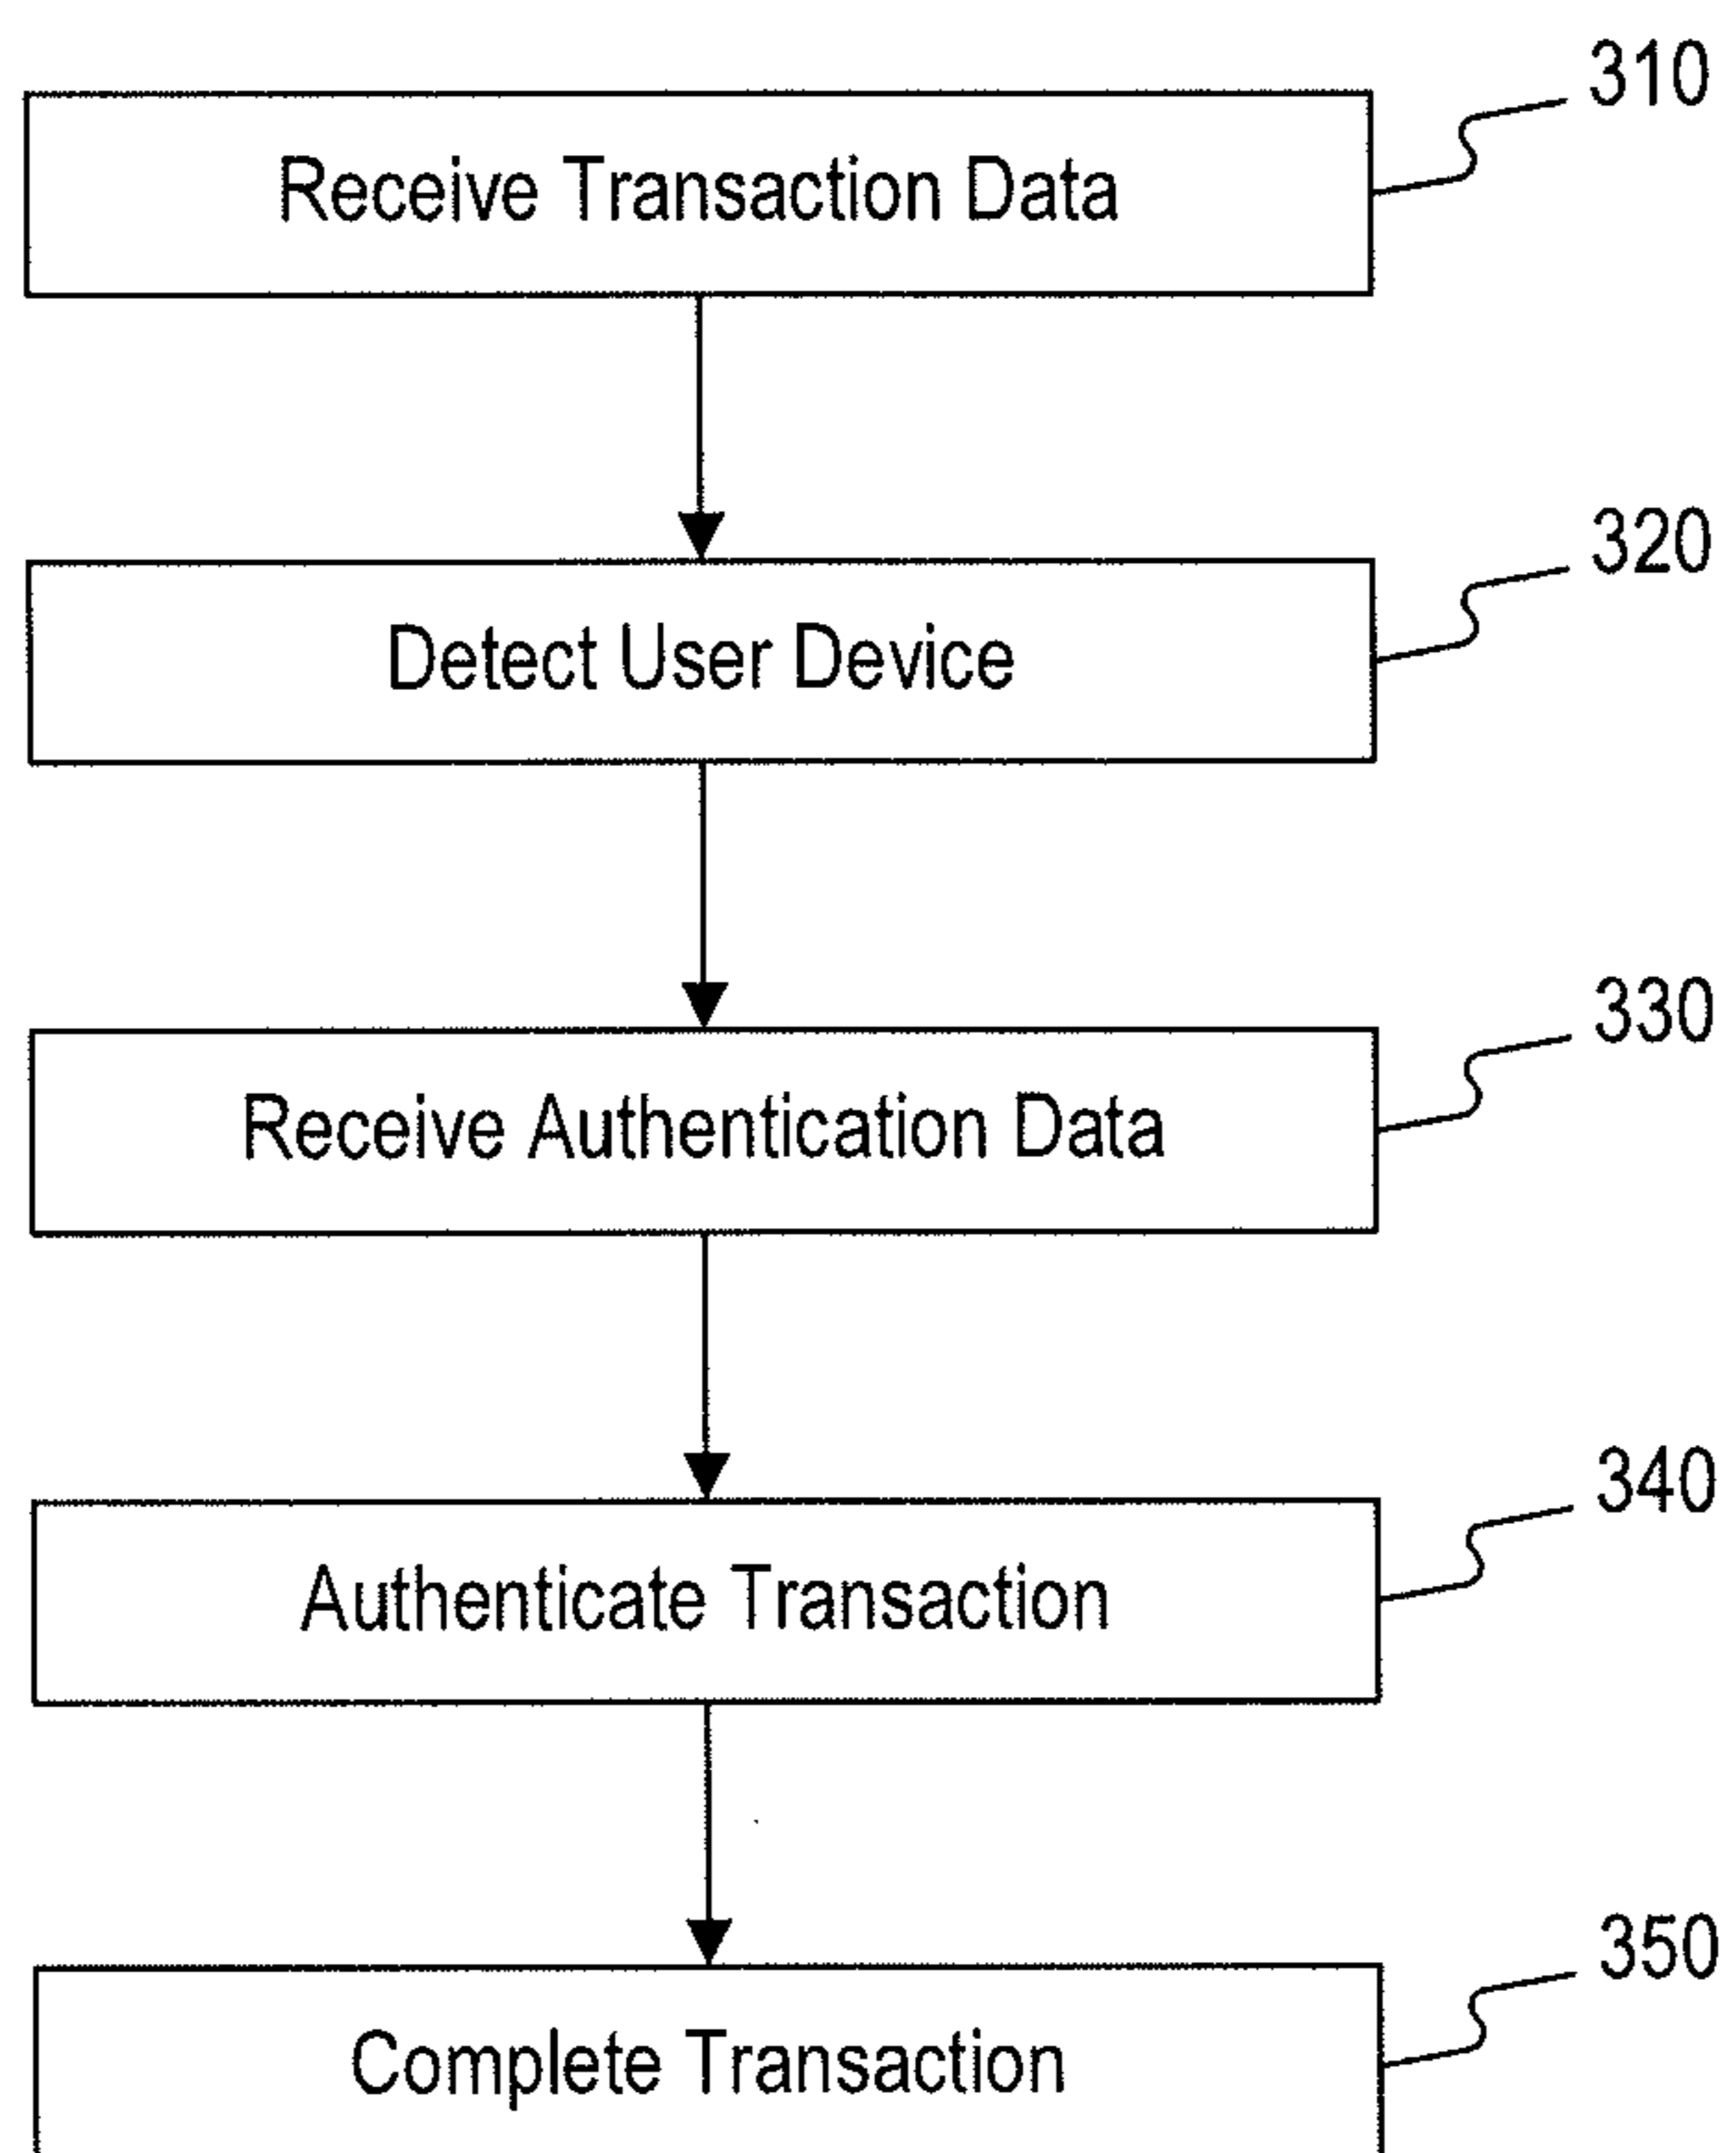 310
Receive Transaction Data
320
Detect User Device
330
Receive Authentication Data
340
Authenticate Transaction
350
Complete Transaction